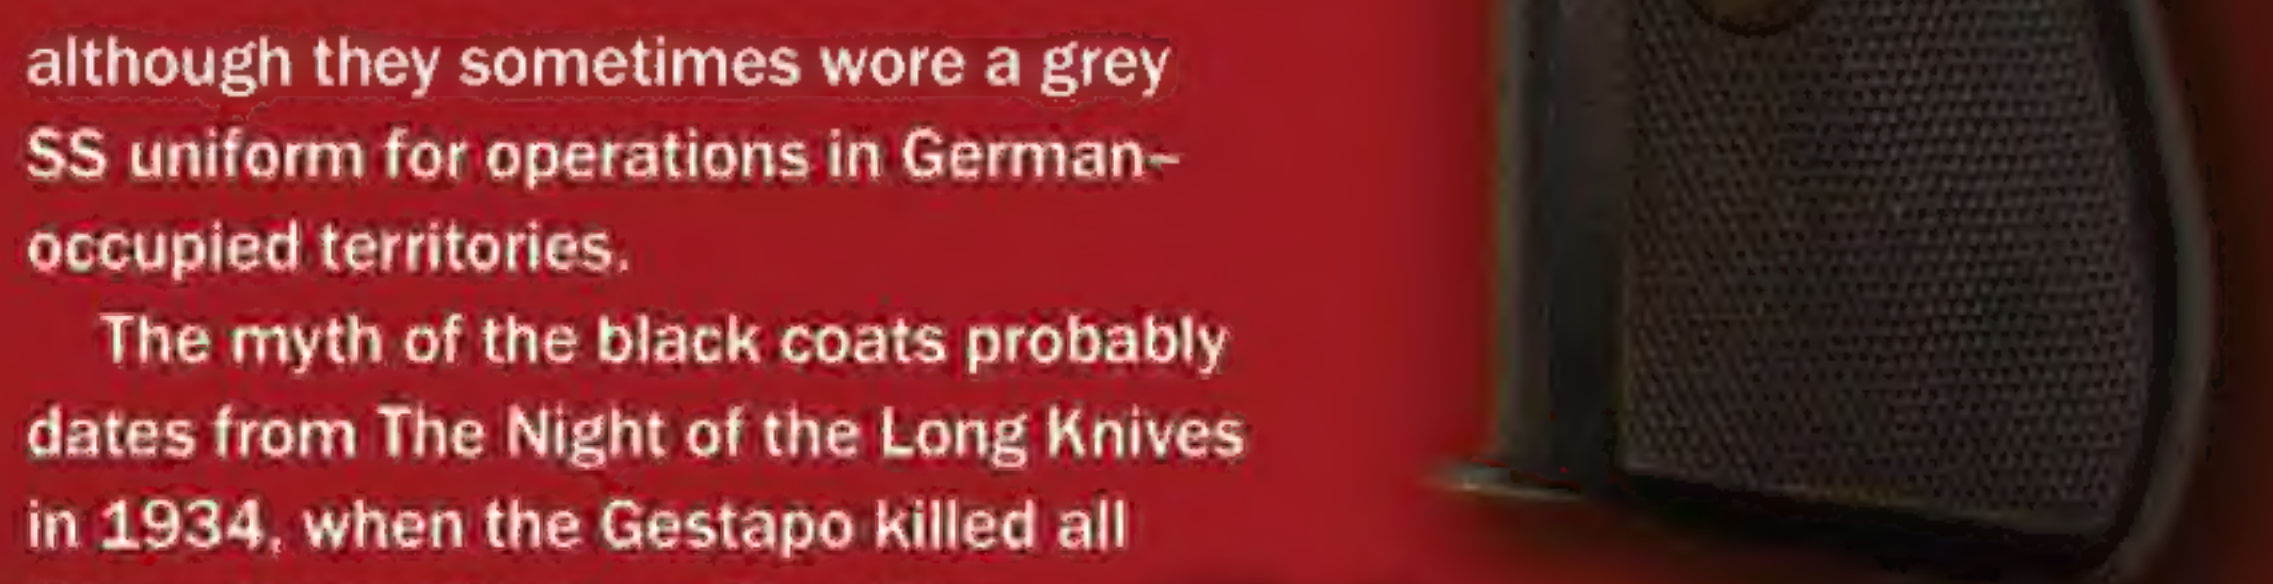 although they sometimes wore a grey
SS uniform for operations in German–
occupied territories.
The myth of the black coats probably
dates from The Night of the Long Knives
in 1934, when the Gestapo killed all